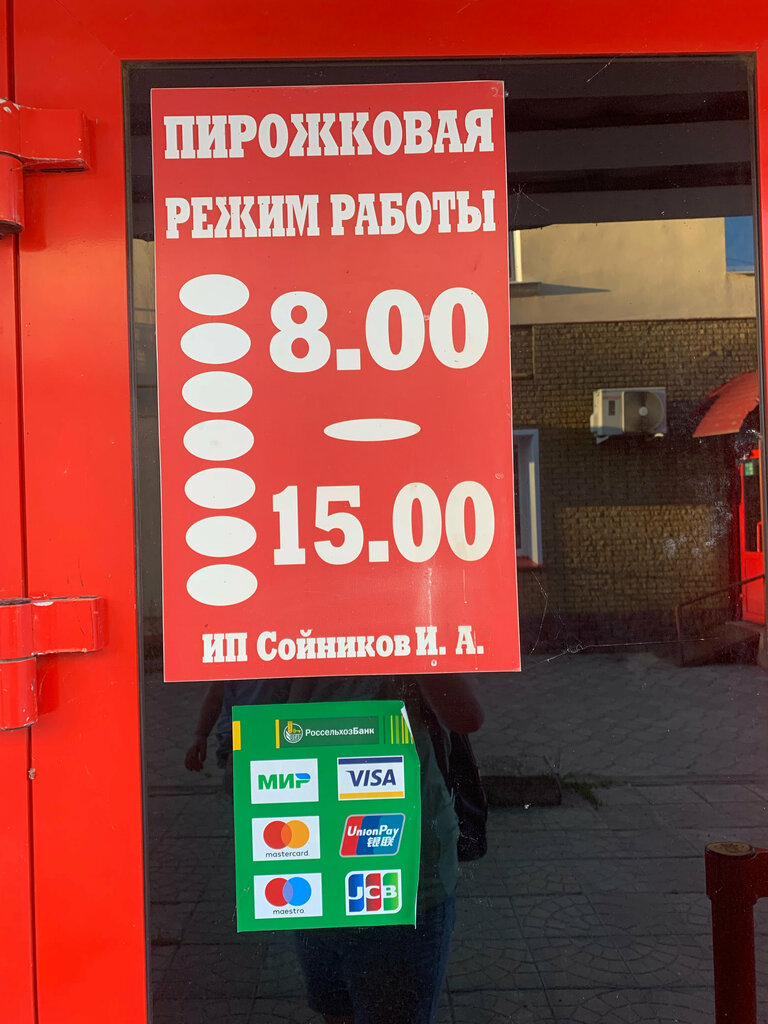 ПИРОЖКОВАЯ
РЕЖИМ РАБОТЫ
8.00
15.00
ИП Сойников И. А.
РоссельхозБанк
МИР
VISA
mastercard
UnionPay
银联
maestro
JCB